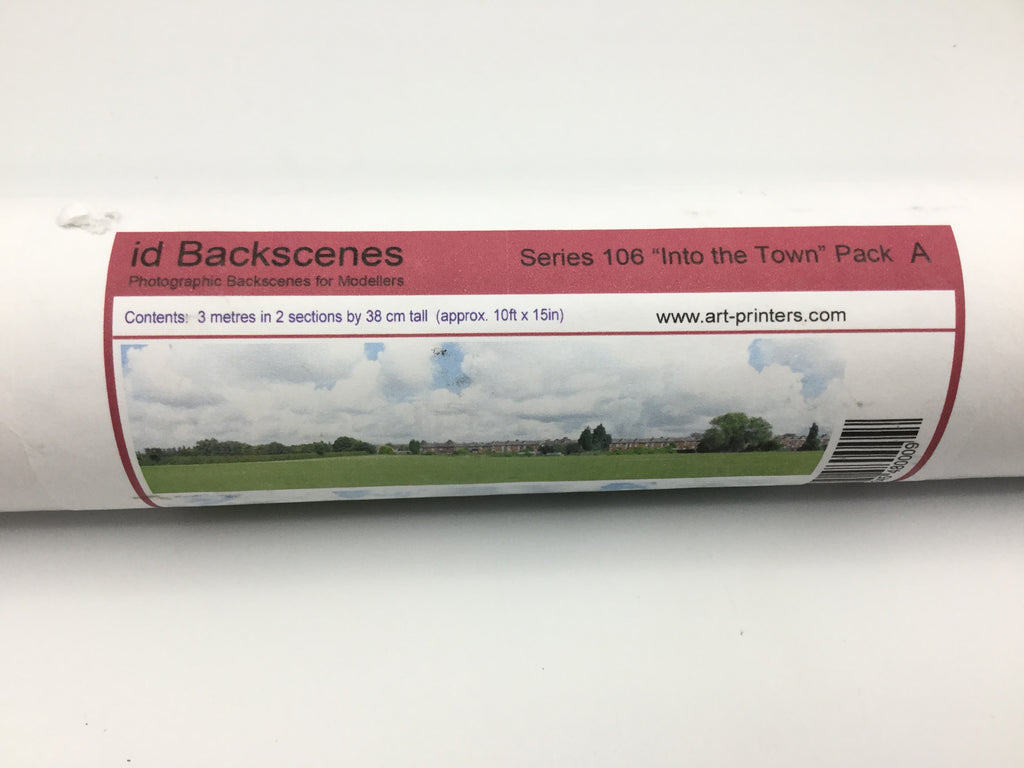 id Backscenes
Photographic Backscenes for Modellers
Series 106 “Into the Town” Pack A
Contents: 3 metres in 2 sections by 38 cm tall (approx. 10ft x 15in)
www.art-printers.com